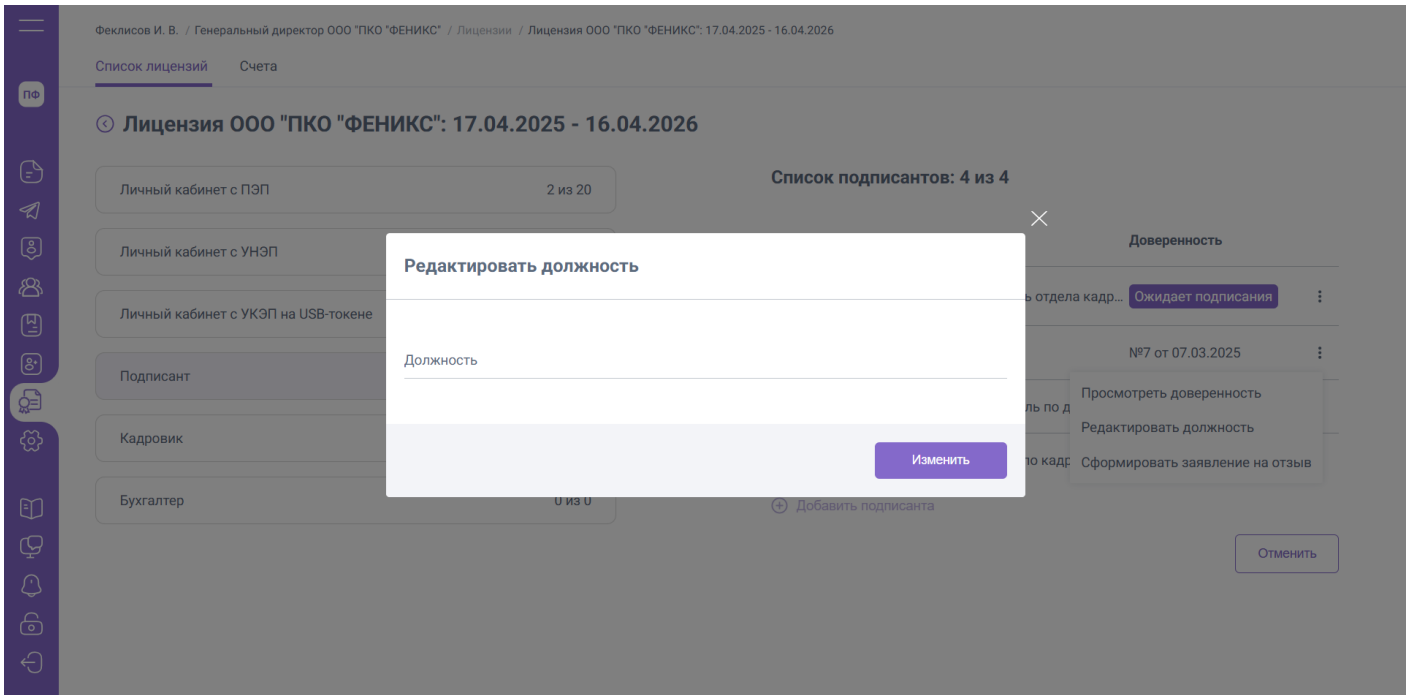 Феклисов И. В. / Генеральный директор ООО "ПКО "ФЕНИКС" / Лицензии / Лицензия ООО "ПКО "ФЕНИКС": 17.04.2025 - 16.04.2026
Список лицензий Счета
ПФ
Лицензия ООО "ПКО "ФЕНИКС": 17.04.2025 - 16.04.2026
Личный кабинет с ПЭП 2 из 20
Личный кабинет с УНЭП
Личный кабинет с УКЭП на USB-токене
Подписант
Кадровик
Бухгалтер 0 из 0
Список подписантов: 4 из 4
Доверенность
ь отдела кадр... Ожидает подписания
№7 от 07.03.2025
ль по д
по кадр
Просмотреть доверенность
Редактировать должность
Сформировать заявление на отзыв
Добавить подписанта
Отменить
Редактировать должность
Должность
Изменить